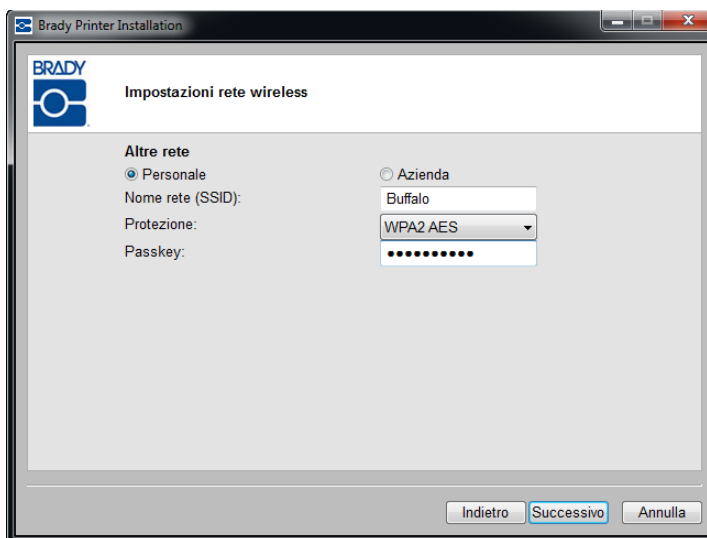 Brady Printer Installation
BRADY
Impostazioni rete wireless
Altre rete
Personale Azienda
Nome rete (SSID): Buffalo
Protezione: WPA2 AES
Passkey: ●●●●●●●●●●
Indietro Successivo Annulla